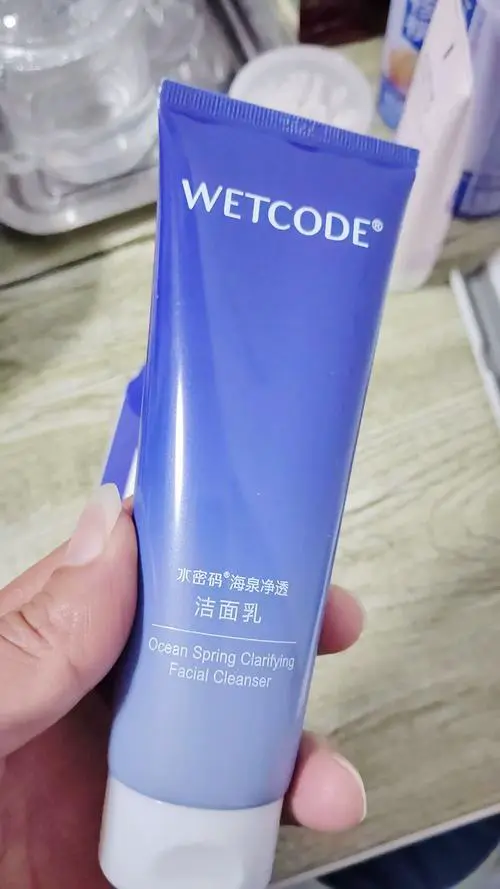 WETCODE®
水密码®海泉净透
洁面乳
Ocean Spring Clarifying
Facial Cleanser